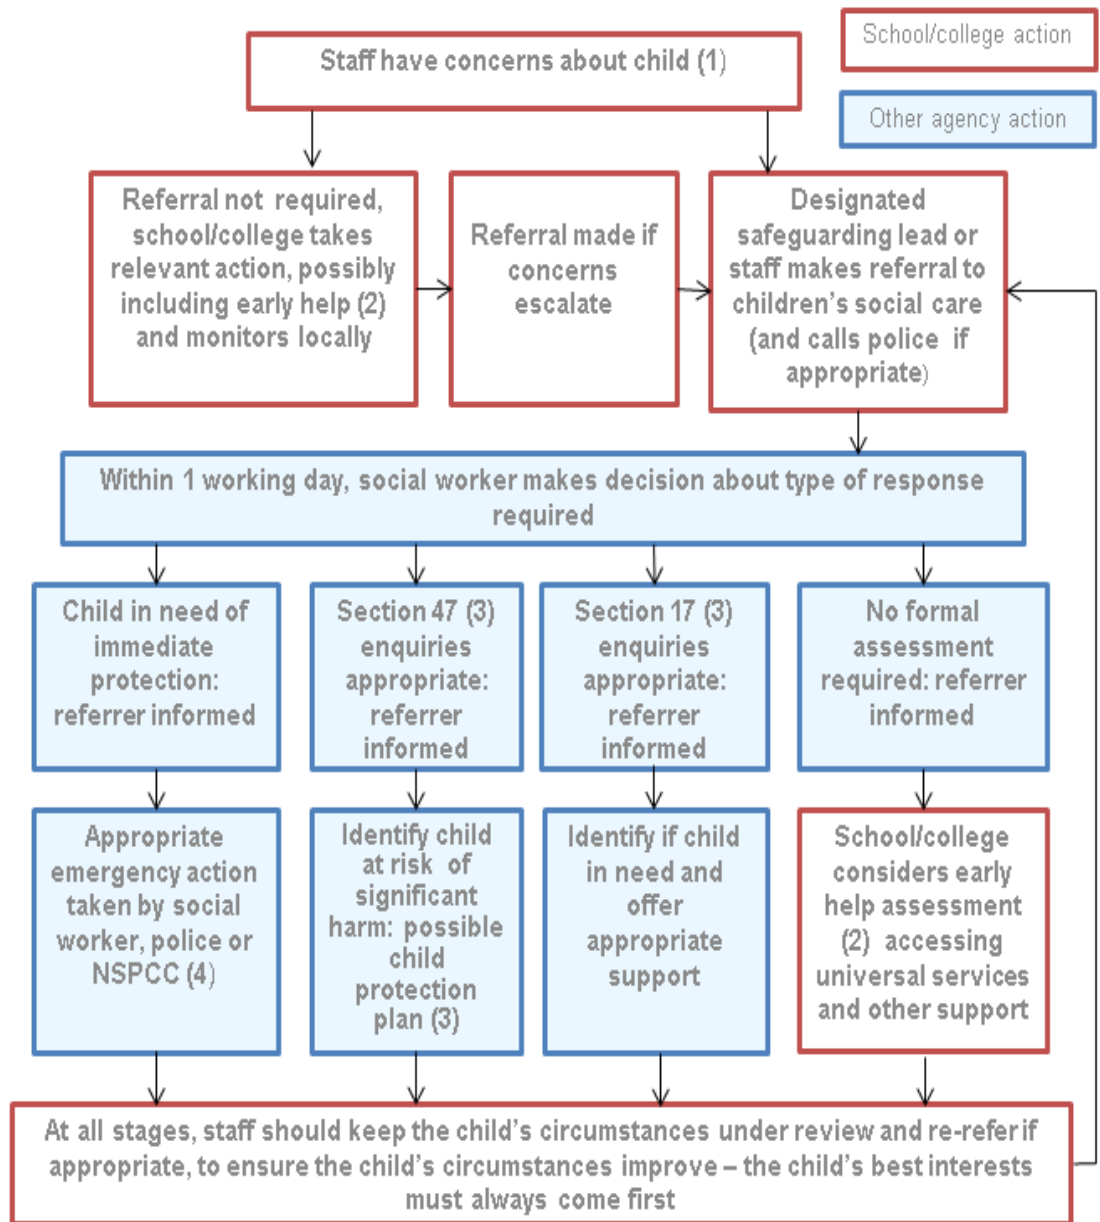 School/college action
Staff have concerns about child (1)
Other agency action
Referral not required,
school/college takes
relevant action, possibly
including early help (2)
and monitors locally
Referral made if
concerns
escalate
Designated
safeguarding lead or
staff makes referral to
children’s social care
(and calls police if
appropriate)
Within 1 working day, social worker makes decision about type of response
required
Child in need of
immediate
protection:
referrer informed
Section 47 (3)
enquiries
appropriate:
referrer
informed
Section 17 (3)
enquiries
appropriate:
referrer
informed
No formal
assessment
required: referrer
informed
Appropriate
emergency action
taken by social
worker, police or
NSPCC (4)
Identify child
at risk of
significant
harm: possible
child
protection
plan (3)
Identify if child
in need and
offer
appropriate
support
School/college
considers early
help assessment
(2) accessing
universal services
and other support
At all stages, staff should keep the child’s circumstances under review and re-refer if
appropriate, to ensure the child’s circumstances improve – the child’s best interests
must always come first